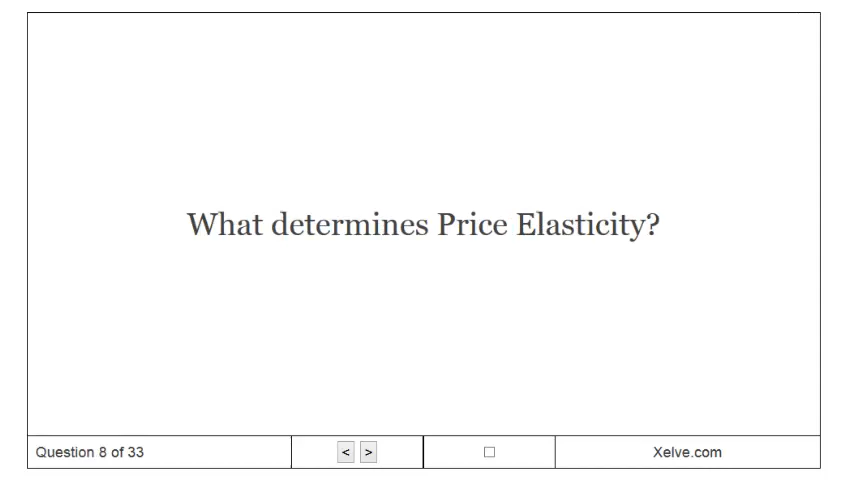 What determines Price Elasticity?
Question 8 of 33
< >
Xelve.com